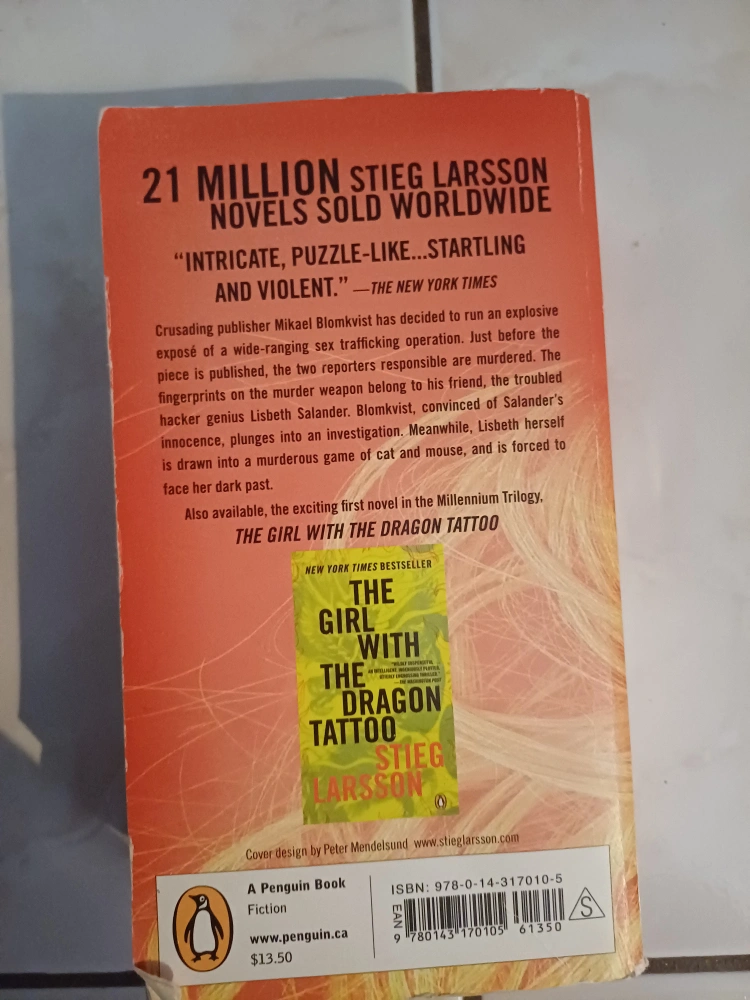 21 MILLION STIEG LARSSON
NOVELS SOLD WORLDWIDE
“INTRICATE, PUZZLE-LIKE...STARTLING
AND VIOLENT.” —THE NEW YORK TIMES
Crusading publisher Mikael Blomkvist has decided to run an explosive
exposé of a wide-ranging sex trafficking operation. Just before the
piece is published, the two reporters responsible are murdered. The
fingerprints on the murder weapon belong to his friend, the troubled
hacker genius Lisbeth Salander. Blomkvist, convinced of Salander's
innocence, plunges into an investigation. Meanwhile, Lisbeth herself
is drawn into a murderous game of cat and mouse, and is forced to
face her dark past.
Also available, the exciting first novel in the Millennium Trilogy,
THE GIRL WITH THE DRAGON TATTOO
NEW YORK TIMES BESTSELLER
THE
GIRL
WITH
THE
DRAGON
TATTOO
STIEG
LARSSON
Cover design by Peter Mendelsund www.stieglarsson.com
A Penguin Book
Fiction
www.penguin.ca
$13.50
ISBN: 978-0-14-317010-5
EAN
9 780143 170105 61350
S